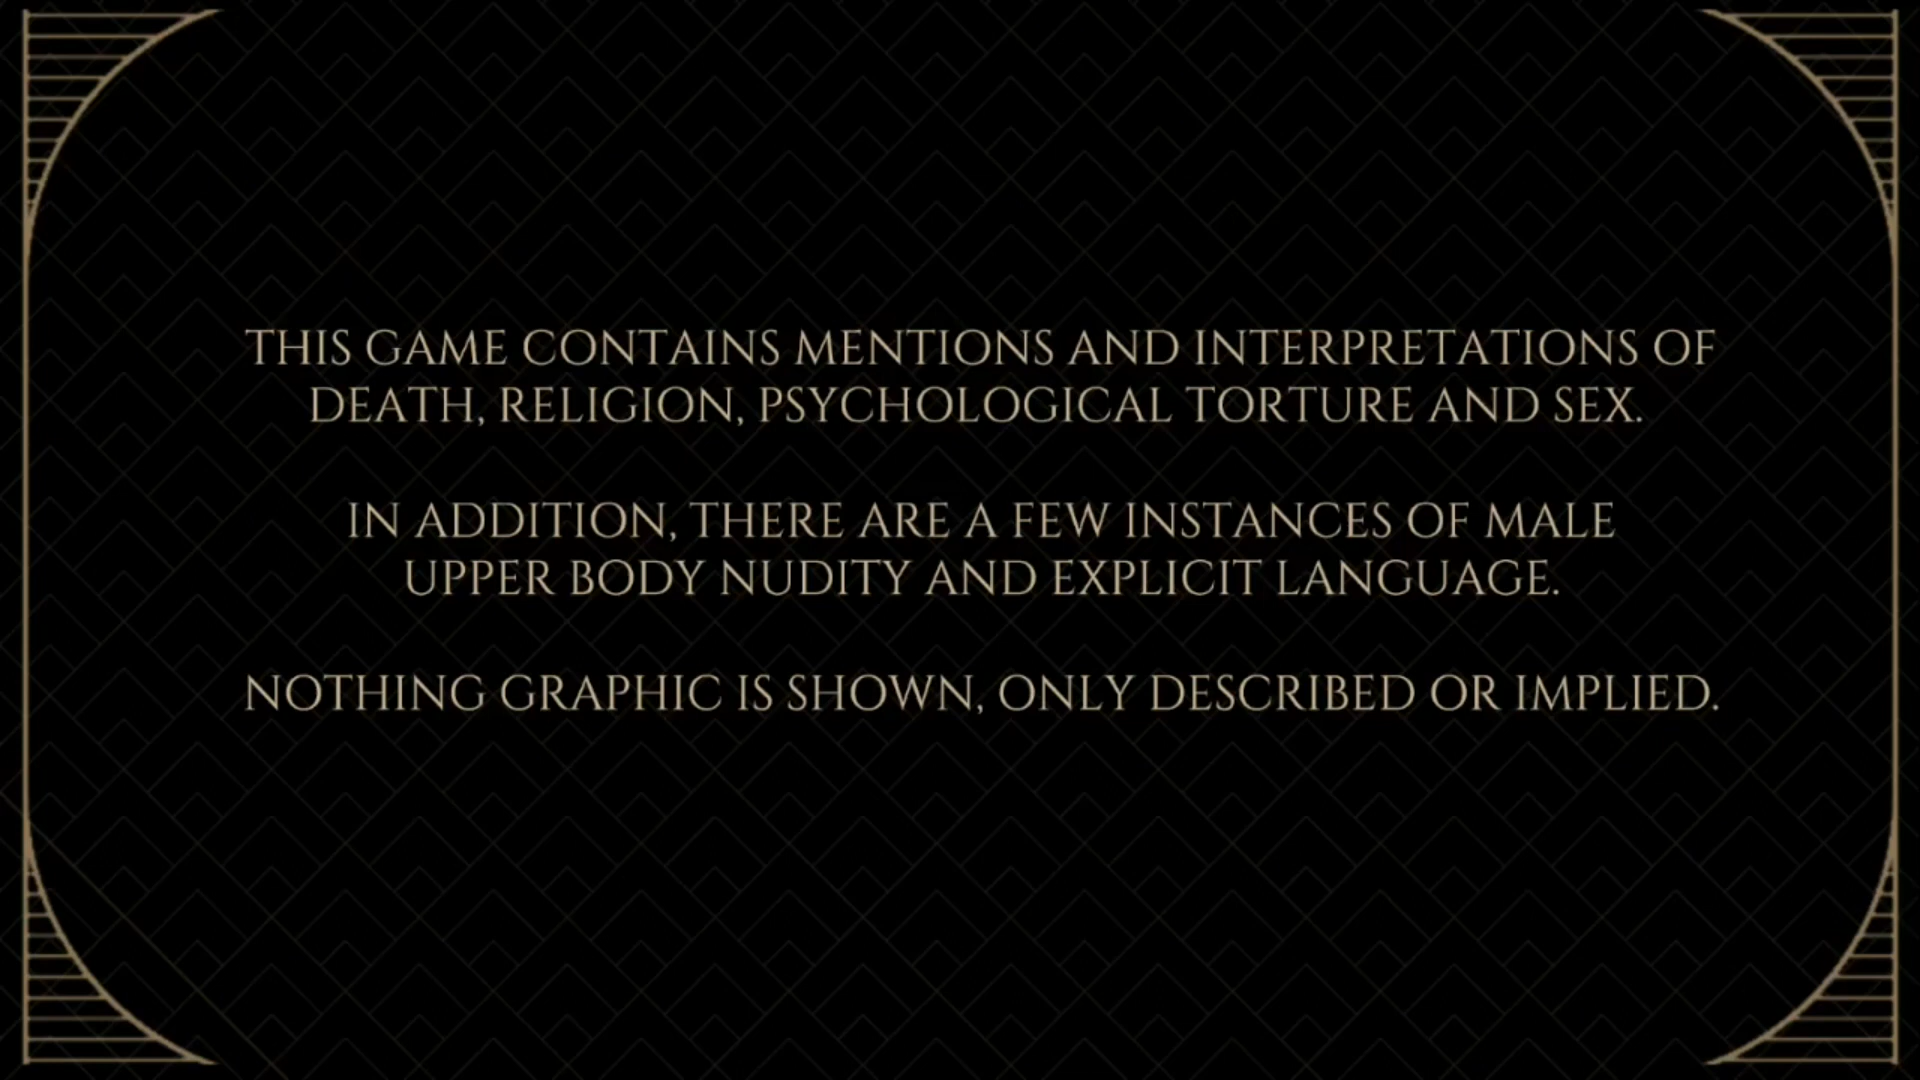 THIS GAME CONTAINS MENTIONS AND INTERPRETATIONS OF
DEATH, RELIGION, PSYCHOLOGICAL TORTURE AND SEX.
IN ADDITION, THERE ARE A FEW INSTANCES OF MALE
UPPER BODY NUDITY AND EXPLICIT LANGUAGE.
NOTHING GRAPHIC IS SHOWN, ONLY DESCRIBED OR IMPLIED.